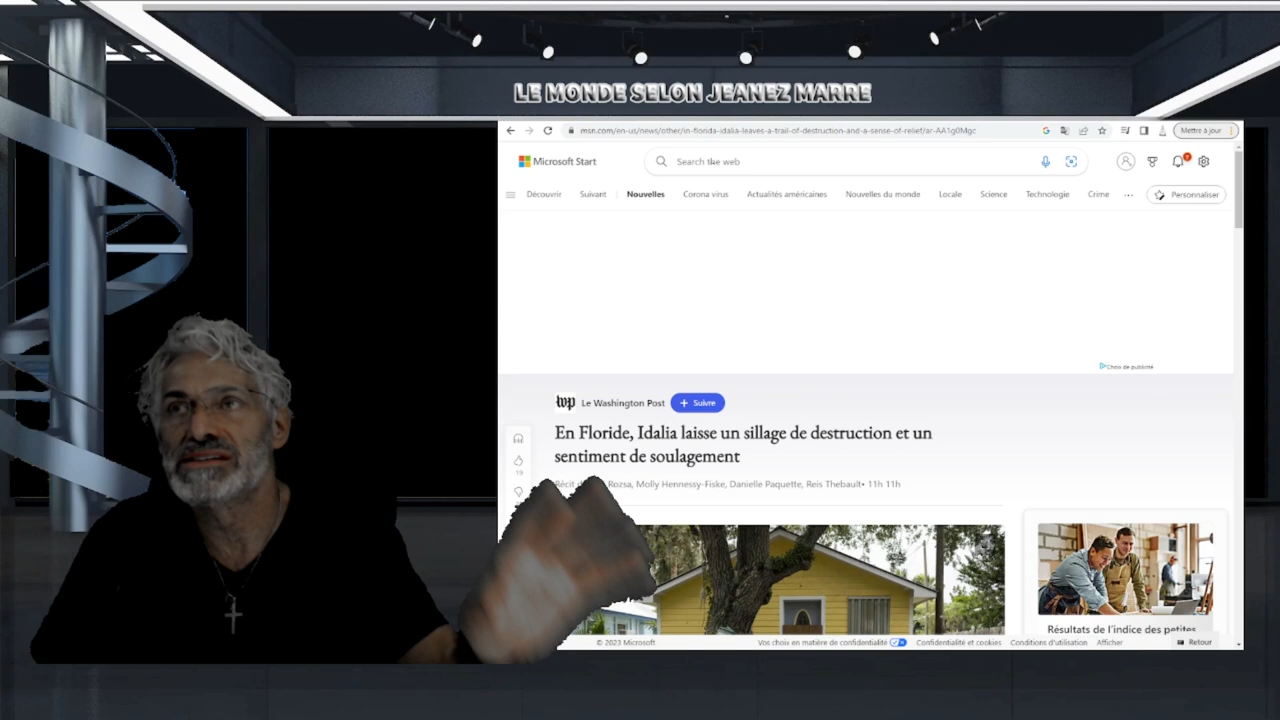 LE MONDE SELON JEANEZ MARRE
msn.com/en-us/news/other/in-florida-idalia-leaves-a-trail-of-destruction-and-a-sense-of-relief/ar-AA1g0Mgc
Mettre à jour
Microsoft Start
Search the web
Découvrir Suivant Nouvelles Corona virus Actualités américaines Nouvelles du monde Locale Science Technologie Crime ... Personnaliser
Choix de publicité
wp Le Washington Post + Suivre
En Floride, Idalia laisse un sillage de destruction et un
sentiment de soulagement
Rozsa, Molly Hennessy-Fiske, Danielle Paquette, Reis Thebault • 11h 11h
19
Résultats de l'indice des petites
© 2023 Microsoft Vos choix en matière de confidentialité Confidentialité et cookies Conditions d'utilisation Afficher Retour